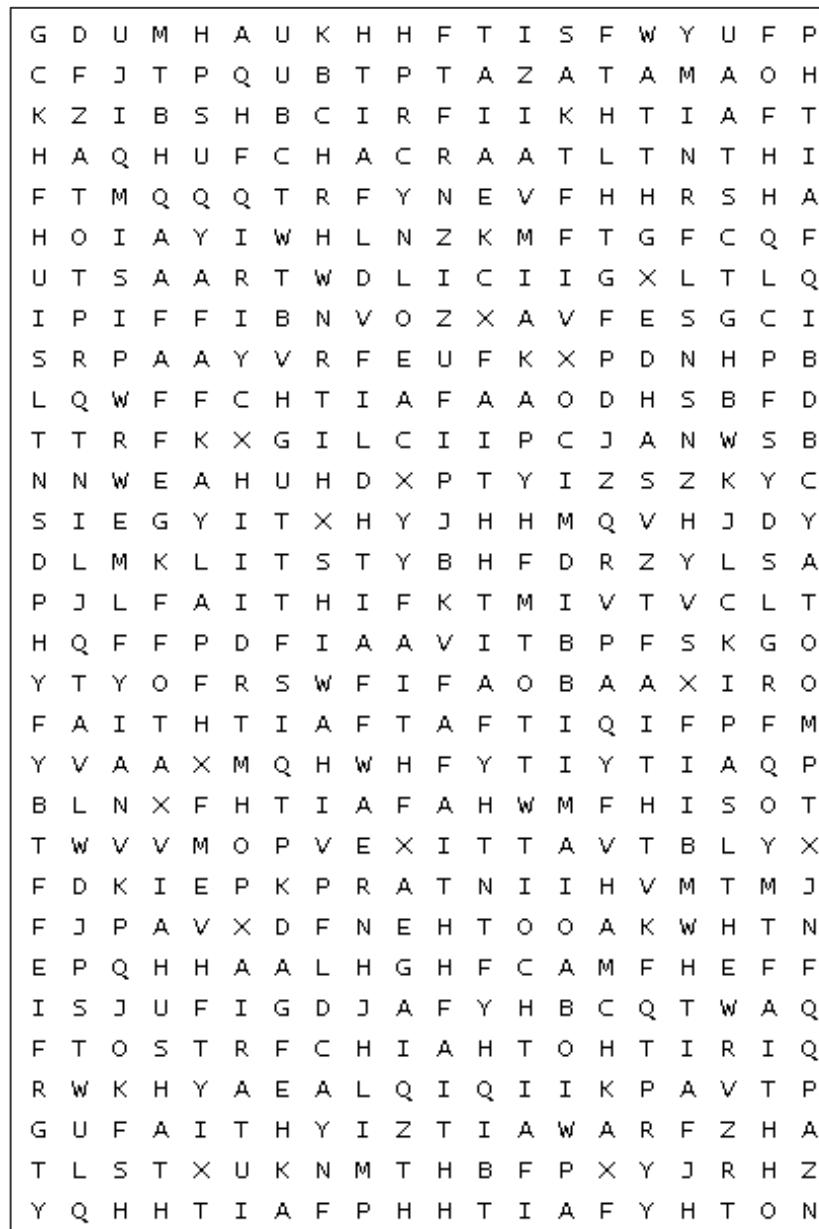 G D U M H A U K H H F T I S F W Y U F P
C F J T P Q U B T P T A Z A T A M A O H
K Z I B S H B C I R F I I K H T I A F T
H A Q H U F C H A C R A A T L T N T H I
F T M Q Q Q T R F Y N E V F H H R S H A
H O I A Y I W H L N Z K M F T G F C Q F
U T S A A R T W D L I C I I G X L T L Q
I P I F F I B N V O Z X A V F E S G C I
S R P A A Y V R F E U F K X P D N H P B
L Q W F F C H T I A F A A O D H S B F D
T T R F K X G I L C I I P C J A N W S B
N N W E A H U H D X P T Y I Z S Z K Y C
S I E G Y I T X H Y J H H M Q V H J D Y
D L M K L I T S T Y B H F D R Z Y L S A
P J L F A I T H I F K T M I V T V C L T
H Q F F P D F I A A V I T B P F S K G O
Y T Y O F R S W F I F A O B A A X I R O
F A I T H T I A F T A F T I Q I F P F M
Y V A A X M Q H W H F Y T I Y T I A Q P
B L N X F H T I A F A H W M F H I S O T
T W V V M O P V E X I T T A V T B L Y X
F D K I E P K P R A T N I I H V M T M J
F J P A V X D F N E H T O O A K W H T N
E P Q H H A A L H G H F C A M F H E F F
I S J U F I G D J A F Y H B C Q T W A Q
F T O S T R F C H I A H T O H T I R I Q
R W K H Y A E A L Q I Q I I K P A V T P
G U F A I T H Y I Z T I A W A R F Z H A
T L S T X U K N M T H B F P X Y J R H Z
Y Q H H T I A F P H H T I A F Y H T O N